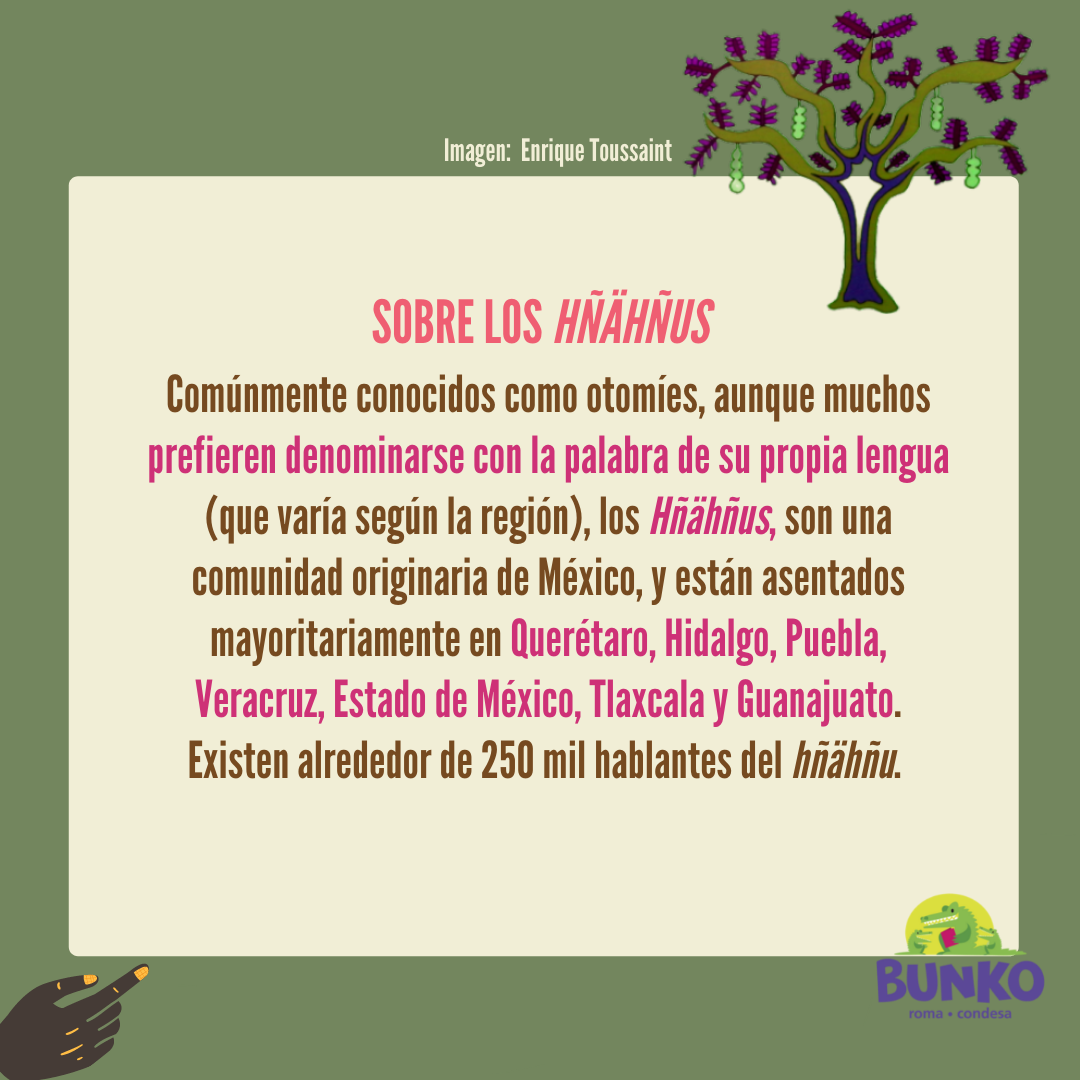 Imagen: Enrique Toussaint
SOBRE LOS HÑÄHÑUS
Comúnmente conocidos como otomíes, aunque muchos
prefieren denominarse con la palabra de su propia lengua
(que varía según la región), los Hñähñus, son una
comunidad originaria de México, y están asentados
mayoritariamente en Querétaro, Hidalgo, Puebla,
Veracruz, Estado de México, Tlaxcala y Guanajuato.
Existen alrededor de 250 mil hablantes del hñähñu.
BUNKO
roma • condesa